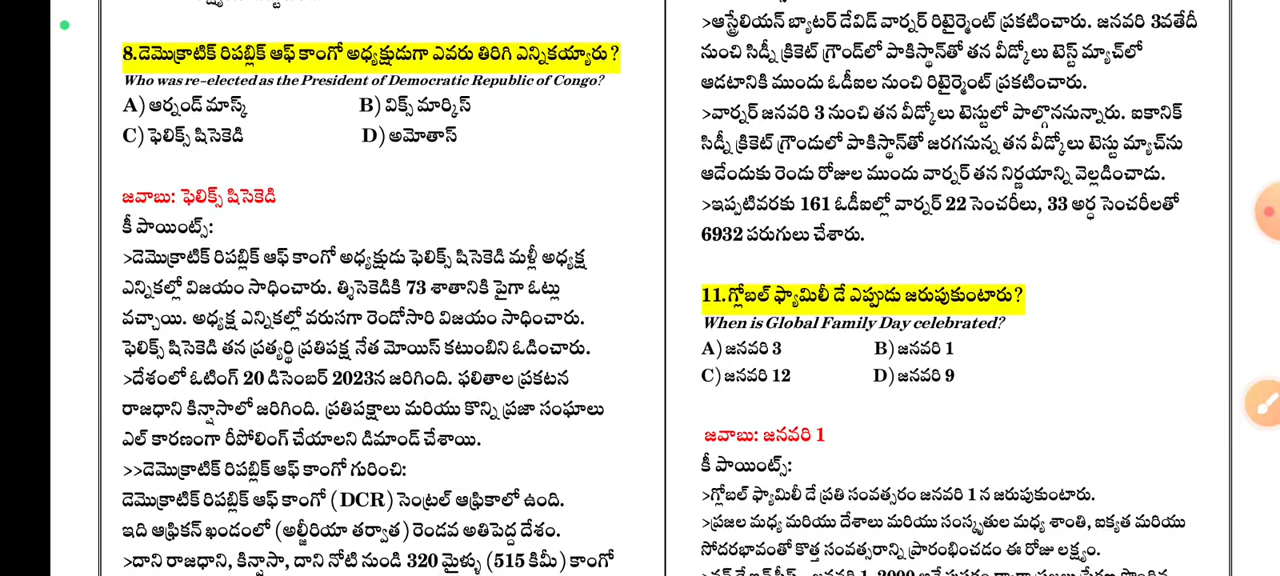 8.డెమొక్రాటిక్ రిపబ్లిక్ ఆఫ్ కాంగో అధ్యక్షుడుగా ఎవరు తిరిగి ఎన్నికయ్యారు?
Who was re-elected as the President of Democratic Republic of Congo?
A) ఆర్నండ్ మాస్క్ B) విక్స్ మార్కిస్
C) ఫెలిక్స్ షిసెకెడి D) అమోతాస్
జవాబు: ఫెలిక్స్ షిసెకెడి
కీ పాయింట్స్:
>డెమొక్రాటిక్ రిపబ్లిక్ ఆఫ్ కాంగో అధ్యక్షుడు ఫెలిక్స్ షిసెకెడి మళ్లీ అధ్యక్ష
ఎన్నికల్లో విజయం సాధించారు. త్శిసెకెడికి 73 శాతానికి పైగా ఓట్లు
వచ్చాయి. అధ్యక్ష ఎన్నికల్లో వరుసగా రెండోసారి విజయం సాధించారు.
ఫెలిక్స్ షిసెకెడి తన ప్రత్యర్థి ప్రతిపక్ష నేత మోయిస్ కటుంబిని ఓడించారు.
>దేశంలో ఓటింగ్ 20 డిసెంబర్ 2023న జరిగింది. ఫలితాల ప్రకటన
రాజధాని కిన్షాసాలో జరిగింది. ప్రతిపక్షాలు మరియు కొన్ని ప్రజా సంఘాలు
ఎల్ కారణంగా రీపోలింగ్ చేయాలని డిమాండ్ చేశాయి.
>>డెమొక్రాటిక్ రిపబ్లిక్ ఆఫ్ కాంగో గురించి:
డెమొక్రాటిక్ రిపబ్లిక్ ఆఫ్ కాంగో (DCR) సెంట్రల్ ఆఫ్రికాలో ఉంది.
ఇది ఆఫ్రికన్ ఖండంలో (అల్జీరియా తర్వాత) రెండవ అతిపెద్ద దేశం.
>దాని రాజధాని, కిన్షాసా, దాని నోటి నుండి 320 మైళ్ళు (515 కిమీ) కాంగో
>ఆస్ట్రేలియన్ బ్యాటర్ డేవిడ్ వార్నర్ రిటైర్మెంట్ ప్రకటించారు. జనవరి 3వతేదీ
నుంచి సిడ్నీ క్రికెట్ గ్రౌండ్‌లో పాకిస్థాన్‌తో తన వీడ్కోలు టెస్ట్ మ్యాచ్‌లో
ఆడటానికి ముందు ఓడీఐల నుంచి రిటైర్మెంట్ ప్రకటించారు.
>వార్నర్ జనవరి 3 నుంచి తన వీడ్కోలు టెస్టులో పాల్గొననున్నారు. ఐకానిక్
సిడ్నీ క్రికెట్ గ్రౌండులో పాకిస్థాన్‌తో జరగనున్న తన వీడ్కోలు టెస్టు మ్యాచ్‌ను
ఆడేందుకు రెండు రోజుల ముందు వార్నర్ తన నిర్ణయాన్ని వెల్లడించాడు.
>ఇప్పటివరకు 161 ఓడీఐల్లో వార్నర్ 22 సెంచరీలు, 33 అర్ధ సెంచరీలతో
6932 పరుగులు చేశారు.
11.గ్లోబల్ ఫ్యామిలీ డే ఎప్పుడు జరుపుకుంటారు?
When is Global Family Day celebrated?
A) జనవరి 3 B) జనవరి 1
C) జనవరి 12 D) జనవరి 9
జవాబు: జనవరి 1
కీ పాయింట్స్:
>గ్లోబల్ ఫ్యామిలీ డే ప్రతి సంవత్సరం జనవరి 1 న జరుపుకుంటారు.
>ప్రజల మధ్య మరియు దేశాలు మరియు సంస్కృతుల మధ్య శాంతి, ఐక్యత మరియు
సోదరభావంతో కొత్త సంవత్సరాన్ని ప్రారంభించడం ఈ రోజు లక్ష్యం.